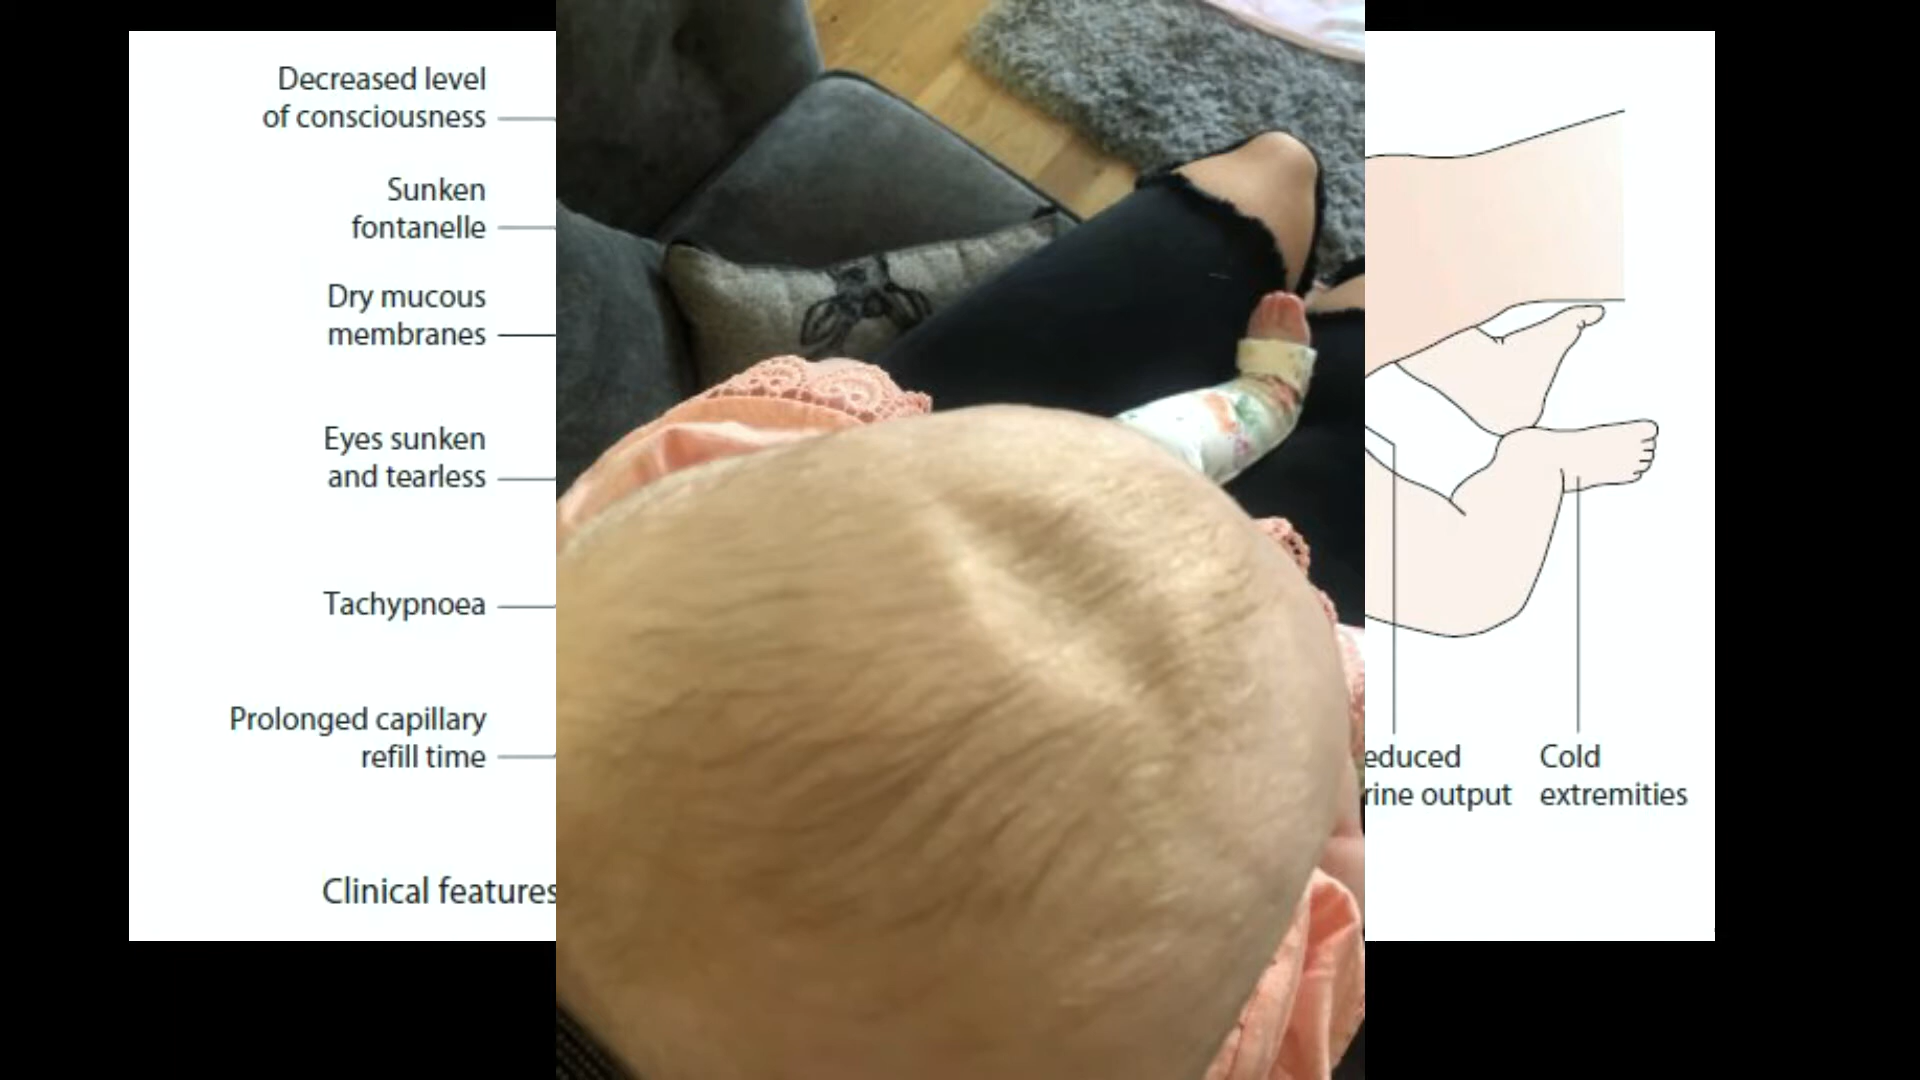 Decreased level
of consciousness
Sunken
fontanelle
Dry mucous
membranes
Eyes sunken
and tearless
Tachypnoea
Prolonged capillary
refill time
educed
rine output
Cold
extremities
Clinical features